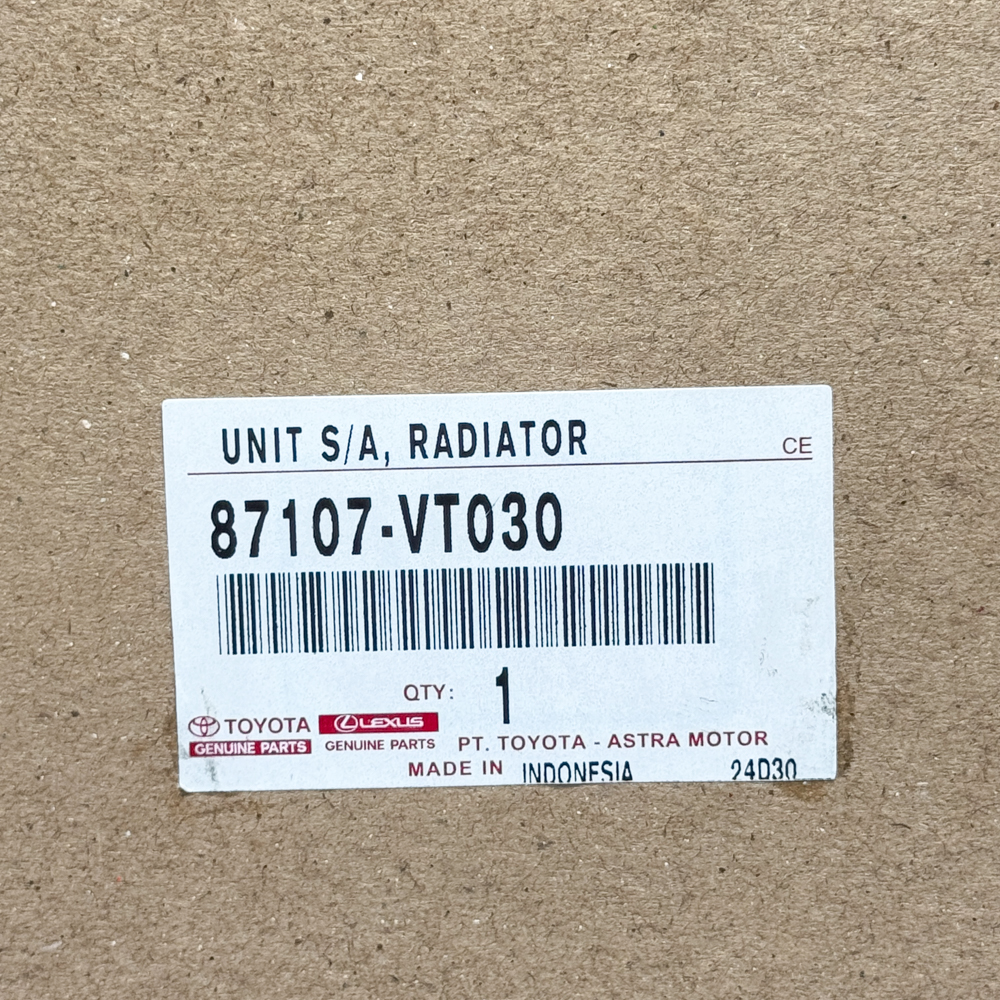 UNIT S/A, RADIATOR
CE
87107-VT030
QTY: 1
TOYOTA LEXUS
GENUINE PARTS GENUINE PARTS PT. TOYOTA - ASTRA MOTOR
MADE IN INDONESIA 24D30